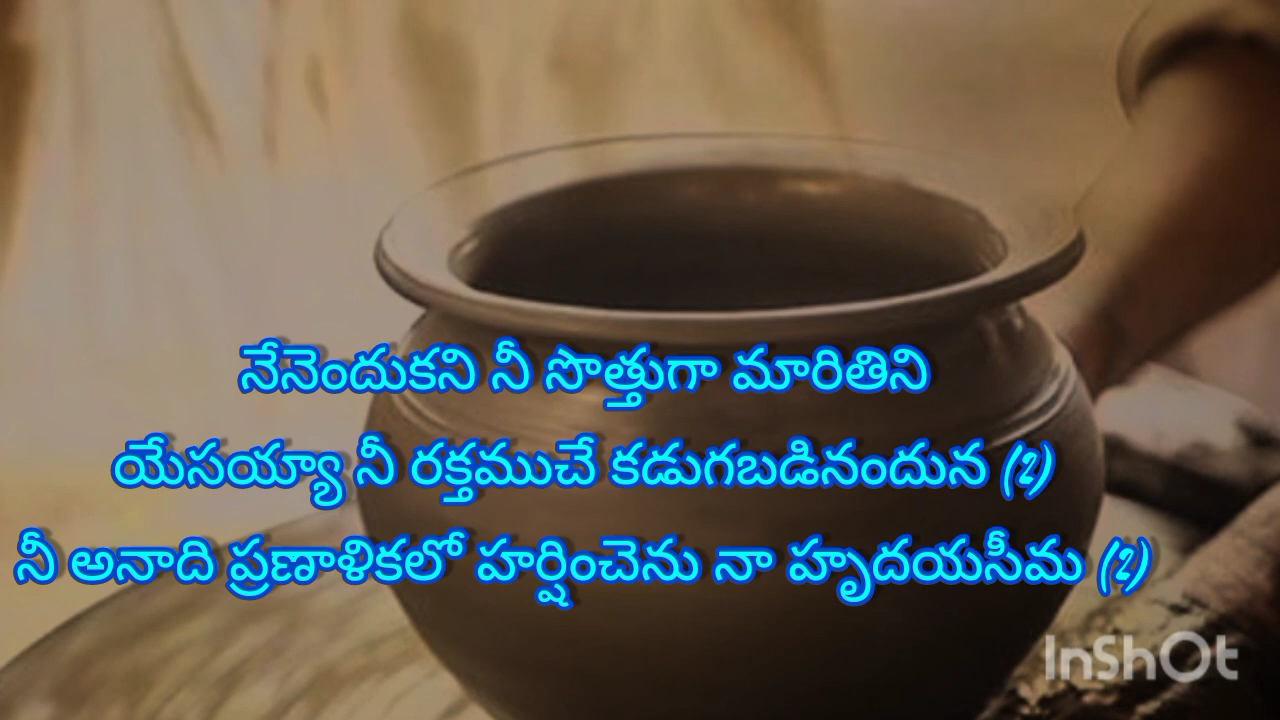 నేనెందుకని నీ సొత్తుగా మారితిని
యేసయ్యా నీ రక్తముచే కడుగబడినందున (2)
నీ అనాది ప్రణాళికలో హర్షించెను నా హృదయసీమ (2)
InShOt